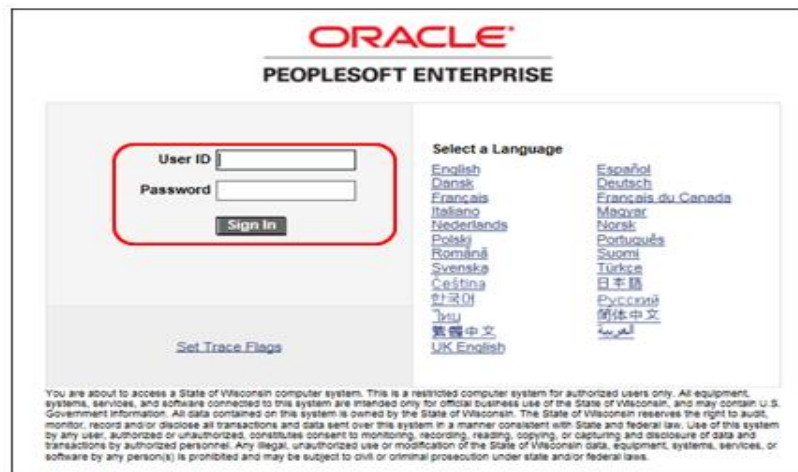 ORACLE
PEOPLESOFT ENTERPRISE
User ID
Password
Sign In
Set Trace Flags
Select a Language
English
Español
Dansk
Deutsch
Français
Français du Canada
Italiano
Magyar
Nederlands
Norsk
Polski
Português
Română
Suomi
Svenska
Türkçe
Čeština
日本語
한국어
Русский
ไทย
简体中文
繁體中文
العربية
UK English
You are about to access a State of Wisconsin computer system. This is a restricted computer system for authorized users only. All equipment,
systems, services, and software connected to this system are intended only for official business use of the State of Wisconsin, and may contain U.S.
Government information. All data contained on this system is owned by the State of Wisconsin. The State of Wisconsin reserves the right to audit,
monitor, record and/or disclose all transactions and data sent over this system in a manner consistent with State and federal law. Use of this system
by any user, authorized or unauthorized, constitutes consent to monitoring, recording, reading, copying, or capturing and disclosure of data and
transactions by authorized personnel. Any illegal, unauthorized use or modification of the State of Wisconsin data, equipment, systems, services, or
software by any person(s) is prohibited and may be subject to civil or criminal prosecution under state and/or federal laws.